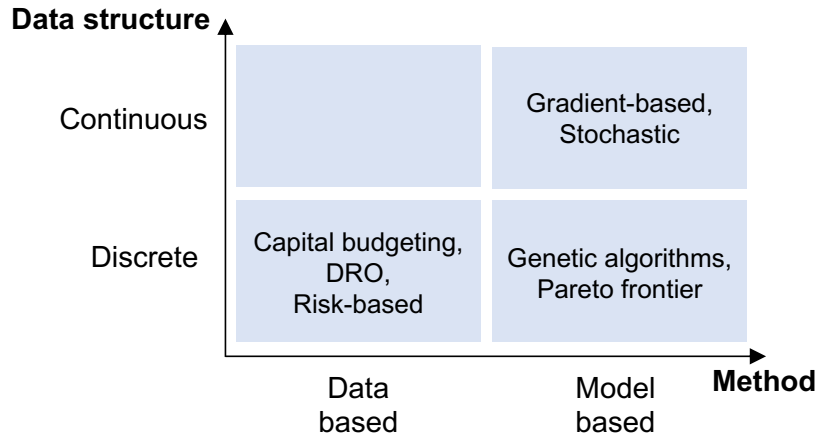 Data structure
Continuous
Gradient-based,
Stochastic
Discrete
Capital budgeting,
DRO,
Risk-based
Genetic algorithms,
Pareto frontier
Data
based
Model
based
Method